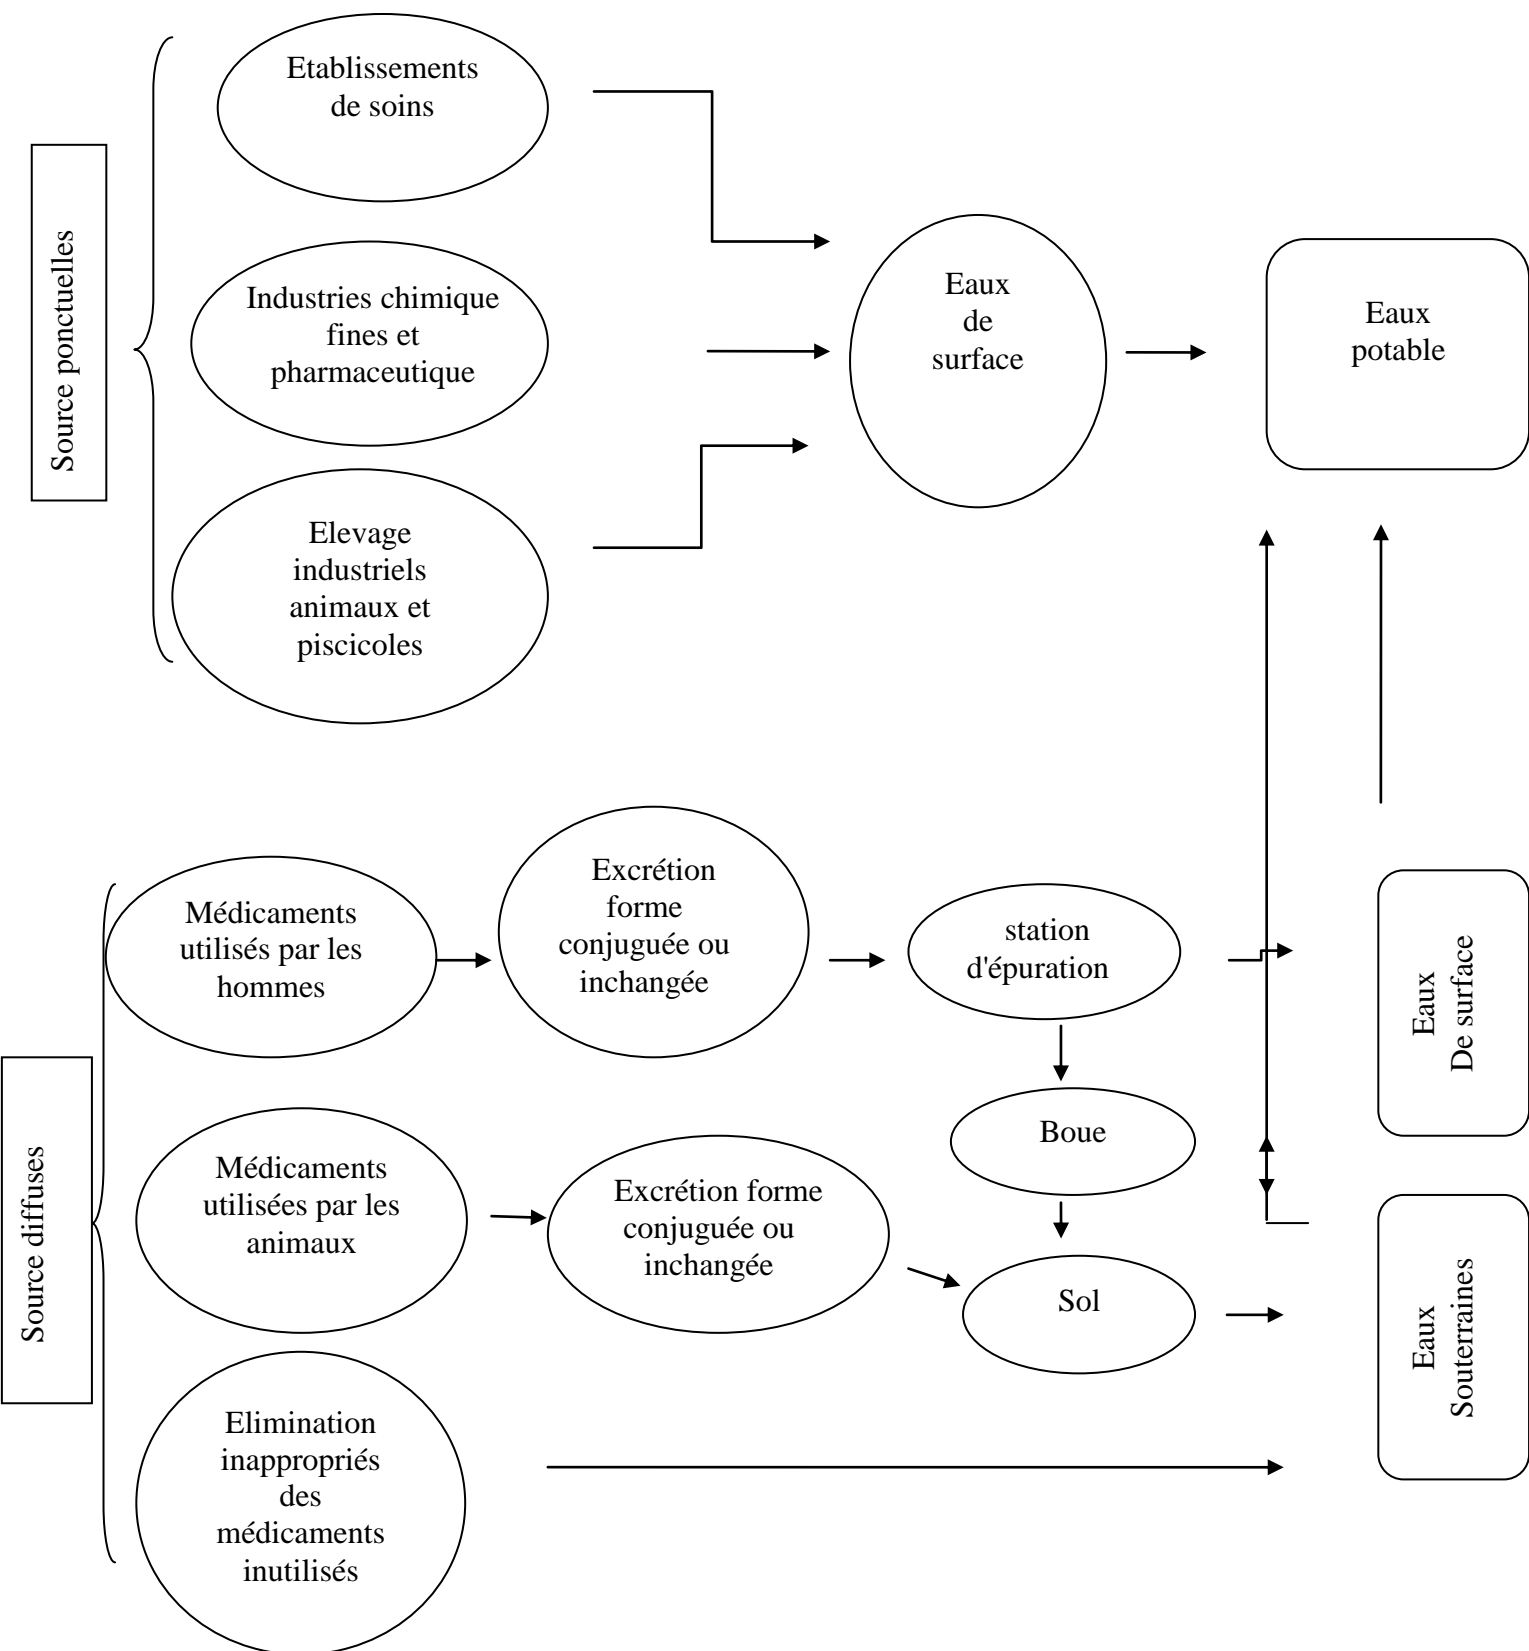 Source ponctuelles
Etablissements
de soins
Industries chimique
fines et
pharmaceutique
Elevage
industriels
animaux et
piscicoles
Eaux
de
surface
Eaux
potable
Source diffuses
Médicaments
utilisés par les
hommes
Excrétion
forme
conjuguée ou
inchangée
station
d'épuration
Boue
Eaux
De surface
Médicaments
utilisées par les
animaux
Excrétion forme
conjuguée ou
inchangée
Sol
Eaux
Souterraines
Elimination
inappropriés
des
médicaments
inutilisés